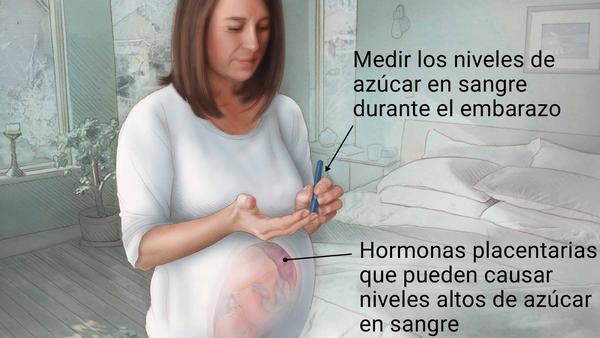 Medir los niveles de
azúcar en sangre
durante el embarazo
Hormonas placentarias
que pueden causar
niveles altos de azúcar
en sangre